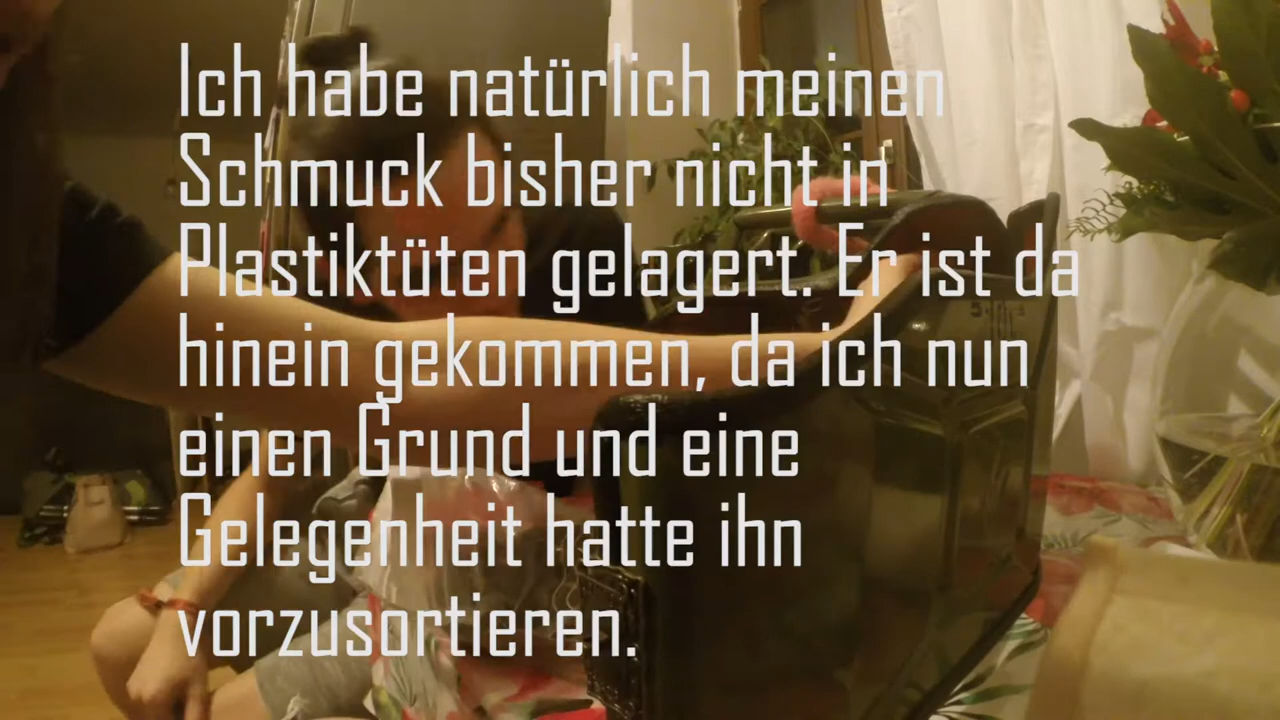 Ich habe natürlich meinen
Schmuck bisher nicht in
Plastiktüten gelagert. Er ist da
hinein gekommen, da ich nun
einen Grund und eine
Gelegenheit hatte ihn
vorzusortieren.